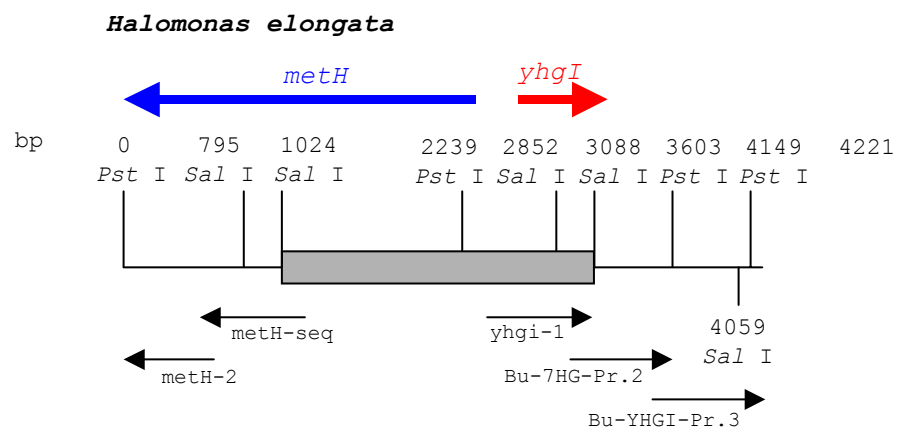 Halomonas elongata
metH yhgI
bp 0 795 1024 2239 2852 3088 3603 4149 4221
Pst I Sal I Sal I Pst I Sal I Sal I Pst I Pst I
metH-seq yhgi-1 4059
metH-2 Bu-7HG-Pr.2 Sal I
Bu-YHGI-Pr.3